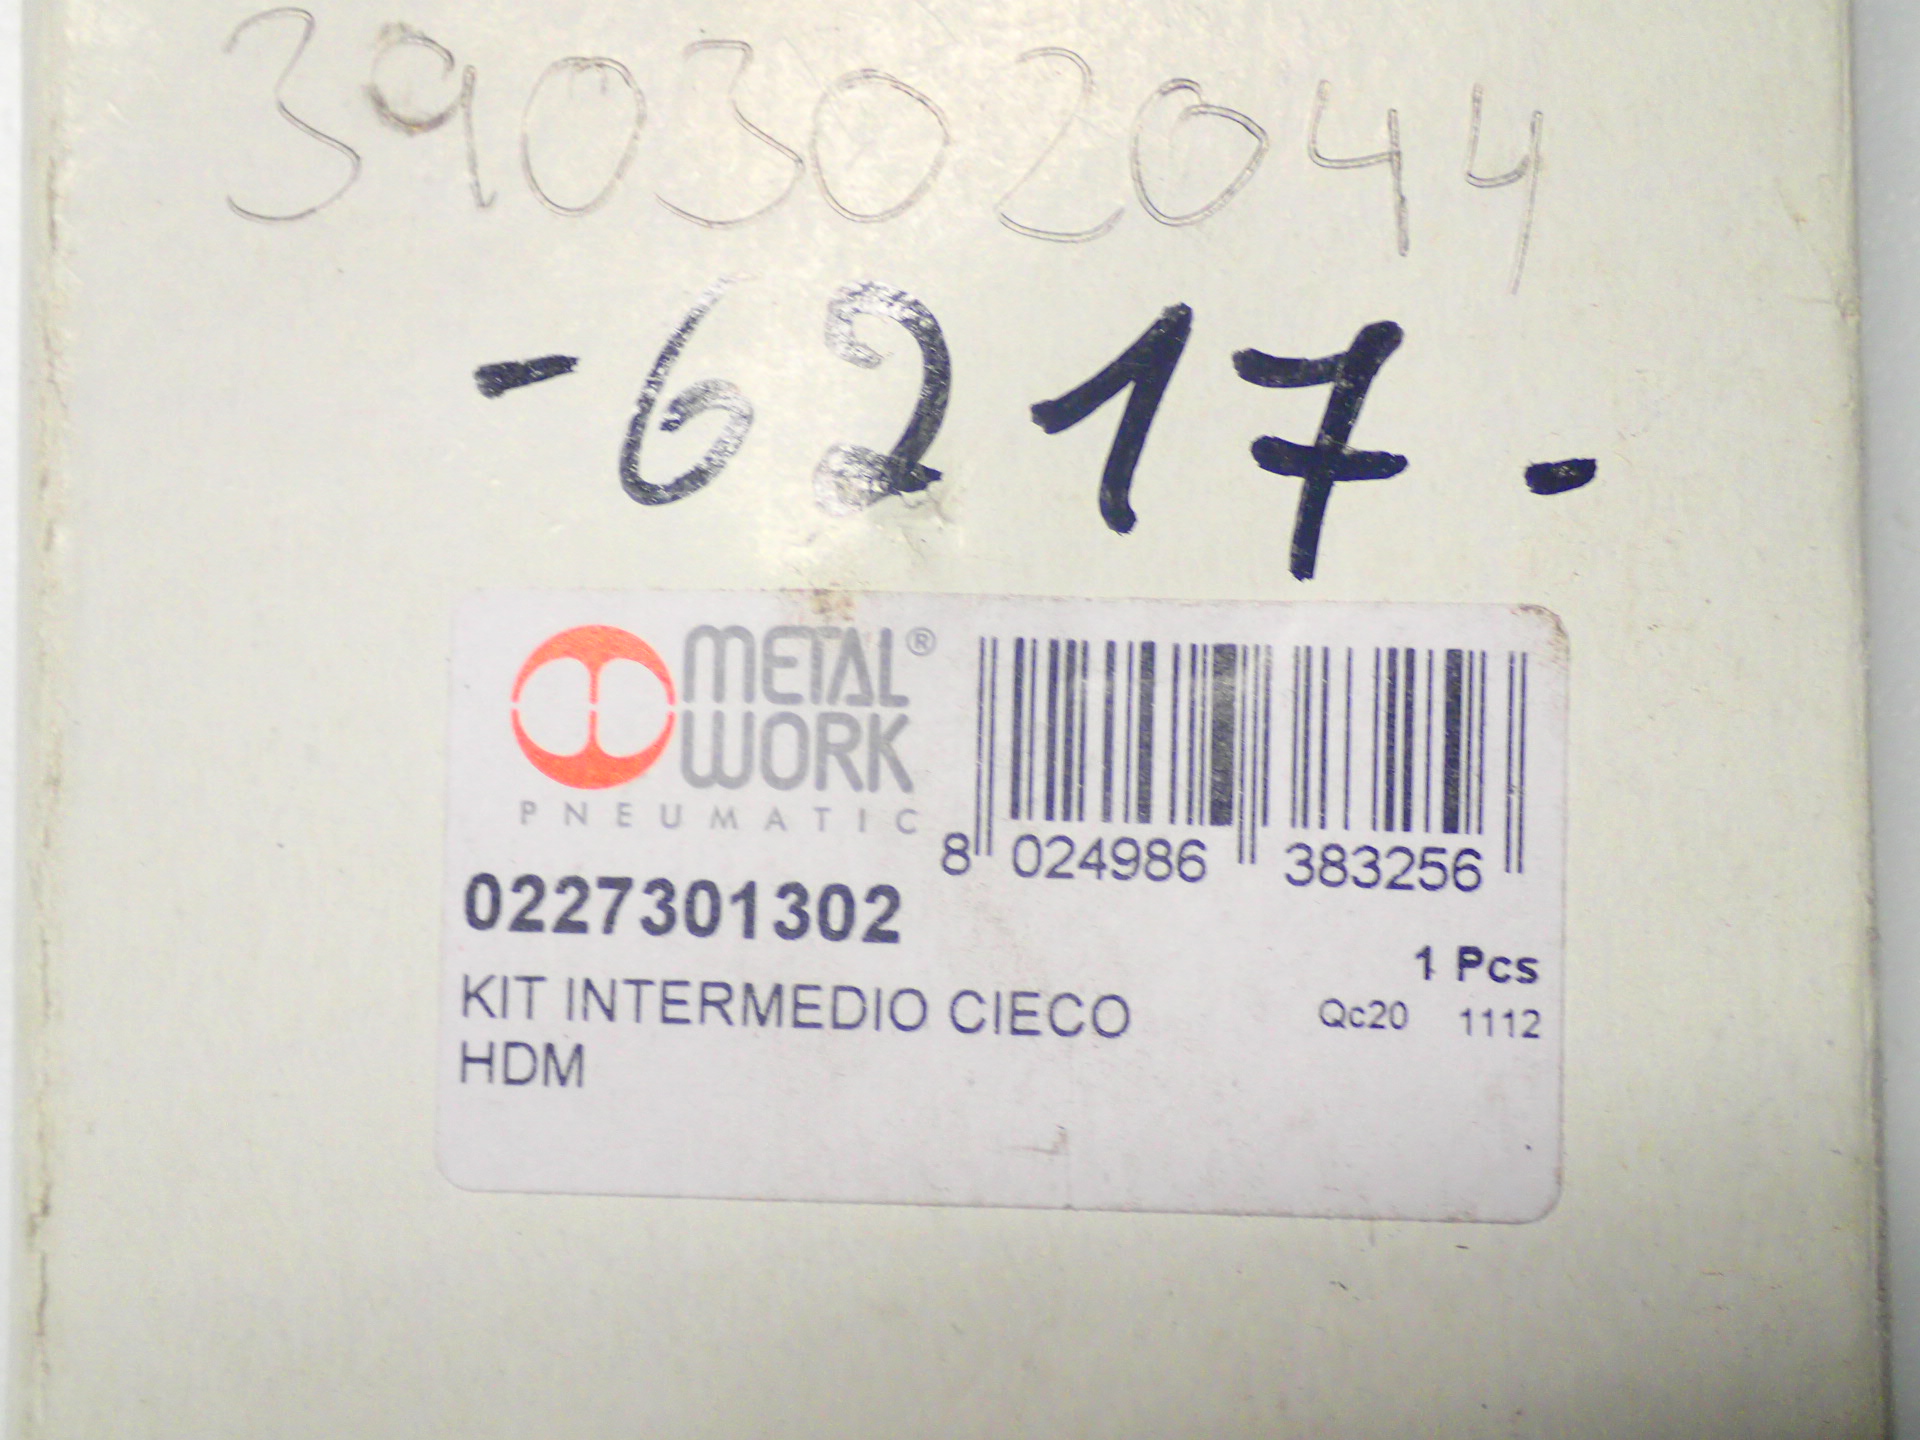 390302044
- 6217 -
METAL®
WORK
PNEUMATIC
8 024986 383256
0227301302
1 Pcs
KIT INTERMEDIO CIECO
Qc20 1112
HDM